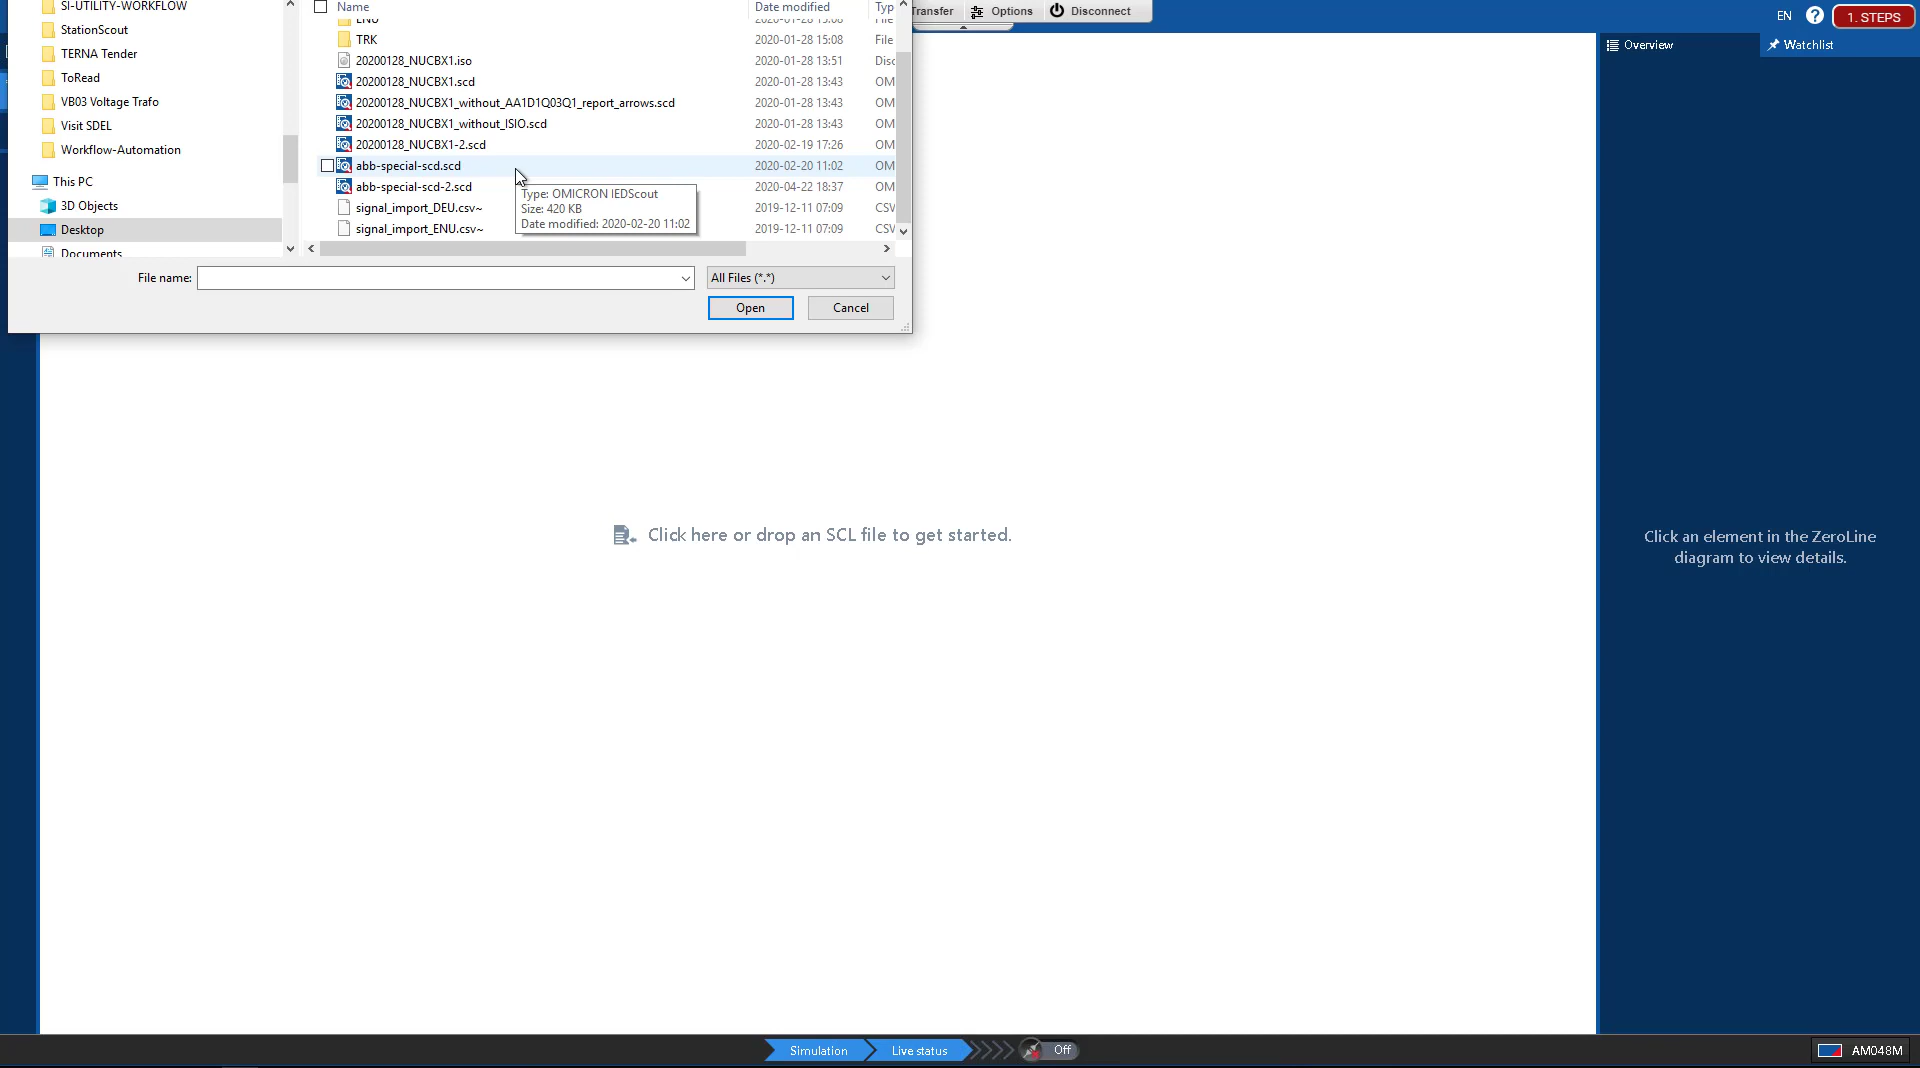 SI-UTILITY-WORKFLOW
StationScout
TERNA Tender
ToRead
VB03 Voltage Trafo
Visit SDEL
Workflow-Automation
This PC
3D Objects
Desktop
Documents
Name Date modified Typ
ENU 2020-01-28 15:08 File
TRK 2020-01-28 15:08 File
20200128_NUCBX1.iso 2020-01-28 13:51 Disc
20200128_NUCBX1.scd 2020-01-28 13:43 OM
20200128_NUCBX1_without_AA1D1Q03Q1_report_arrows.scd 2020-01-28 13:43 OM
20200128_NUCBX1_without_ISIO.scd 2020-01-28 13:43 OM
20200128_NUCBX1-2.scd 2020-02-19 17:26 OM
abb-special-scd.scd 2020-02-20 11:02 OM
abb-special-scd-2.scd 2020-04-22 18:37 OM
signal_import_DEU.csv~ 2019-12-11 07:09 CSV
signal_import_ENU.csv~ 2019-12-11 07:09 CSV
Type: OMICRON IEDScout
Size: 420 KB
Date modified: 2020-02-20 11:02
File name: All Files (*.*)
Open Cancel
Transfer Options Disconnect
EN ? 1. STEPS
Overview Watchlist
Click here or drop an SCL file to get started.
Click an element in the ZeroLine
diagram to view details.
Simulation Live status Off
AM048M